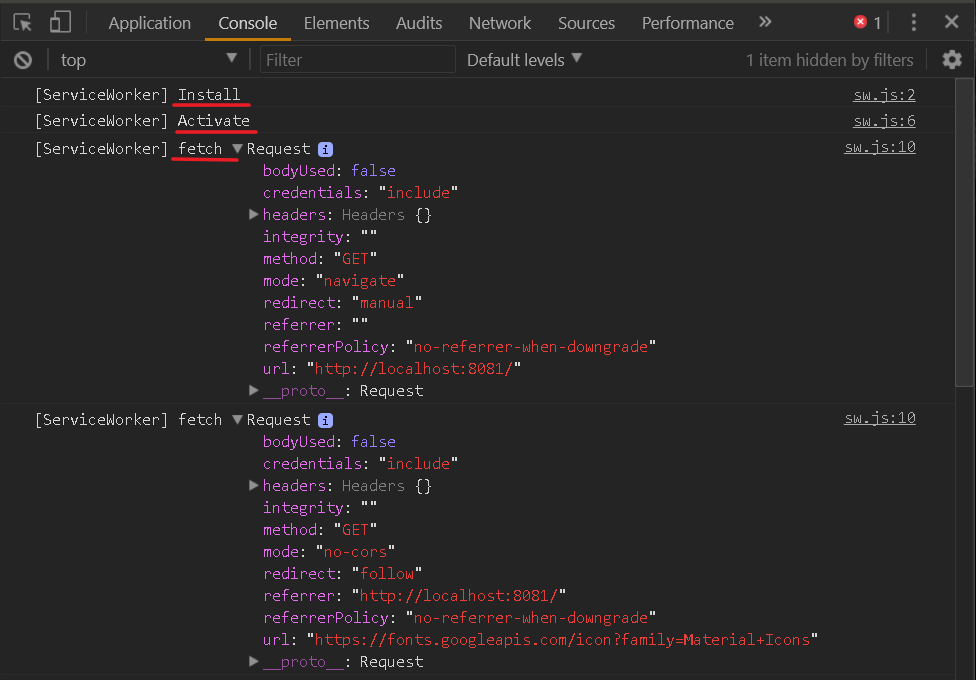 Application Console Elements Audits Network Sources Performance » 1
top Filter Default levels 1 item hidden by filters
[ServiceWorker] Install sw.js:2
[ServiceWorker] Activate sw.js:6
[ServiceWorker] fetch ▼Request i sw.js:10
bodyUsed: false
credentials: "include"
▶headers: Headers {}
integrity: ""
method: "GET"
mode: "navigate"
redirect: "manual"
referrer: ""
referrerPolicy: "no-referrer-when-downgrade"
url: "http://localhost:8081/"
▶__proto__: Request
[ServiceWorker] fetch ▼Request i sw.js:10
bodyUsed: false
credentials: "include"
▶headers: Headers {}
integrity: ""
method: "GET"
mode: "no-cors"
redirect: "follow"
referrer: "http://localhost:8081/"
referrerPolicy: "no-referrer-when-downgrade"
url: "https://fonts.googleapis.com/icon?family=Material+Icons"
▶__proto__: Request